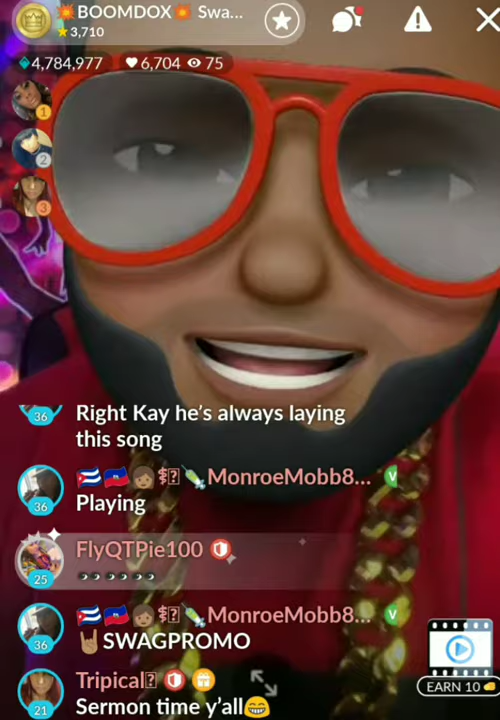 💥BOOMDOX💥 Swa...
3,710
4,784,977 6,704 75
1
2
3
36
Right Kay he's always laying
this song
🇨🇺🇭🇹👩🏽$💉MonroeMobb8... V
36
Playing
FlyQTPie100
25
🇨🇺🇭🇹👩🏽$💉MonroeMobb8... V
36
🤘🏽SWAGPROMO
EARN 10
Tripical
21
Sermon time y'all😂